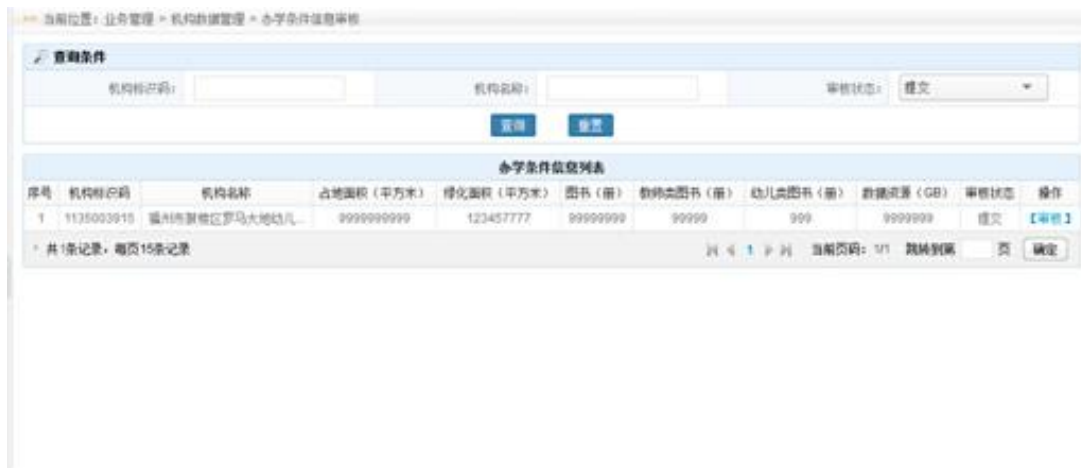 当前位置：业务管理 > 机构数据管理 > 办学条件信息审核
查询条件
机构标识码： 机构名称： 审核状态： 提交
查询 重置
办学条件信息列表
序号 机构标识码 机构名称 占地面积（平方米） 绿化面积（平方米） 图书（册） 教师类图书（册） 幼儿类图书（册） 数据资源（GB） 审核状态 操作
1 1135003915 福州市鼓楼区罗马大地幼儿... 9999999999 123457777 99999999 99999 999 9999999 提交 【审核】
共1条记录，每页15条记录 1 当前页码：1/1 跳转到第 页 确定